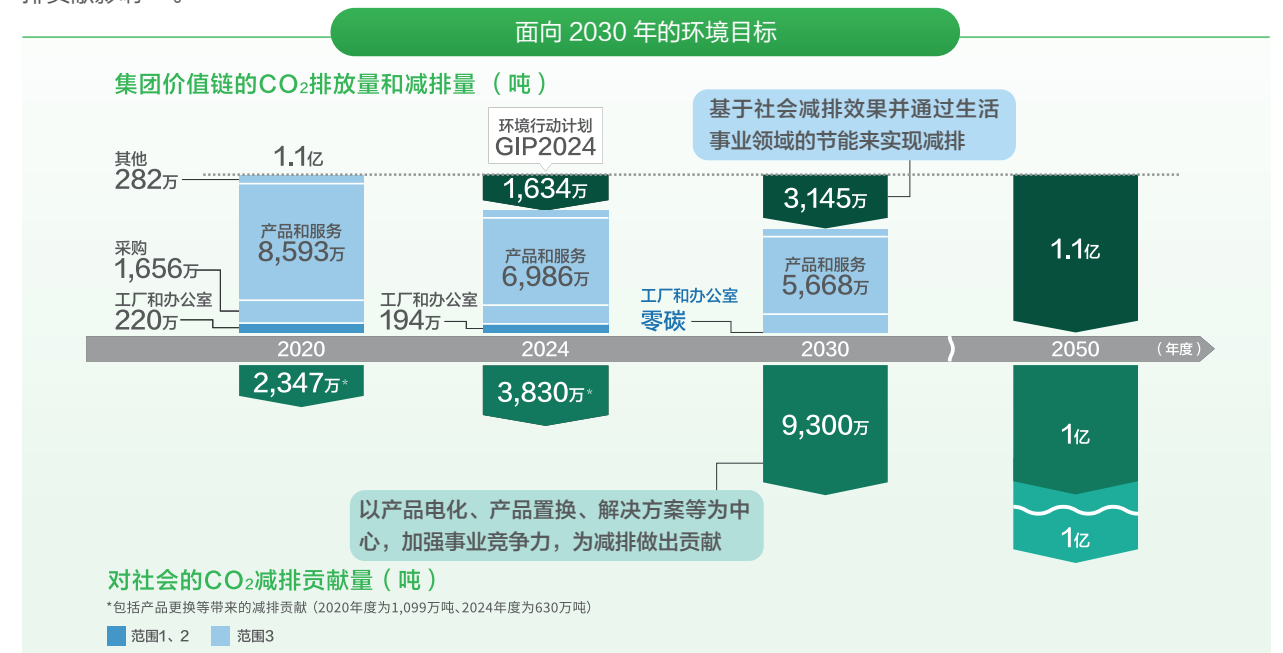 面向 2030 年的环境目标
集团价值链的CO₂排放量和减排量 （ 吨 ）
环境行动计划
GIP2024
基于社会减排效果并通过生活
事业领域的节能来实现减排
其他
282万
1.1亿
1,634万
3,145万
1.1亿
产品和服务
8,593万
产品和服务
6,986万
产品和服务
5,668万
采购
1,656万
工厂和办公室
220万
工厂和办公室
194万
工厂和办公室
零碳
2020
2024
2030
2050
（年度）
2,347万*
3,830万*
9,300万
1亿
1亿
以产品电化、产品置换、解决方案等为中
心，加强事业竞争力，为减排做出贡献
对社会的CO₂减排贡献量（ 吨 ）
*包括产品更换等带来的减排贡献（2020年度为1,099万吨、2024年度为630万吨）
范围1、2
范围3